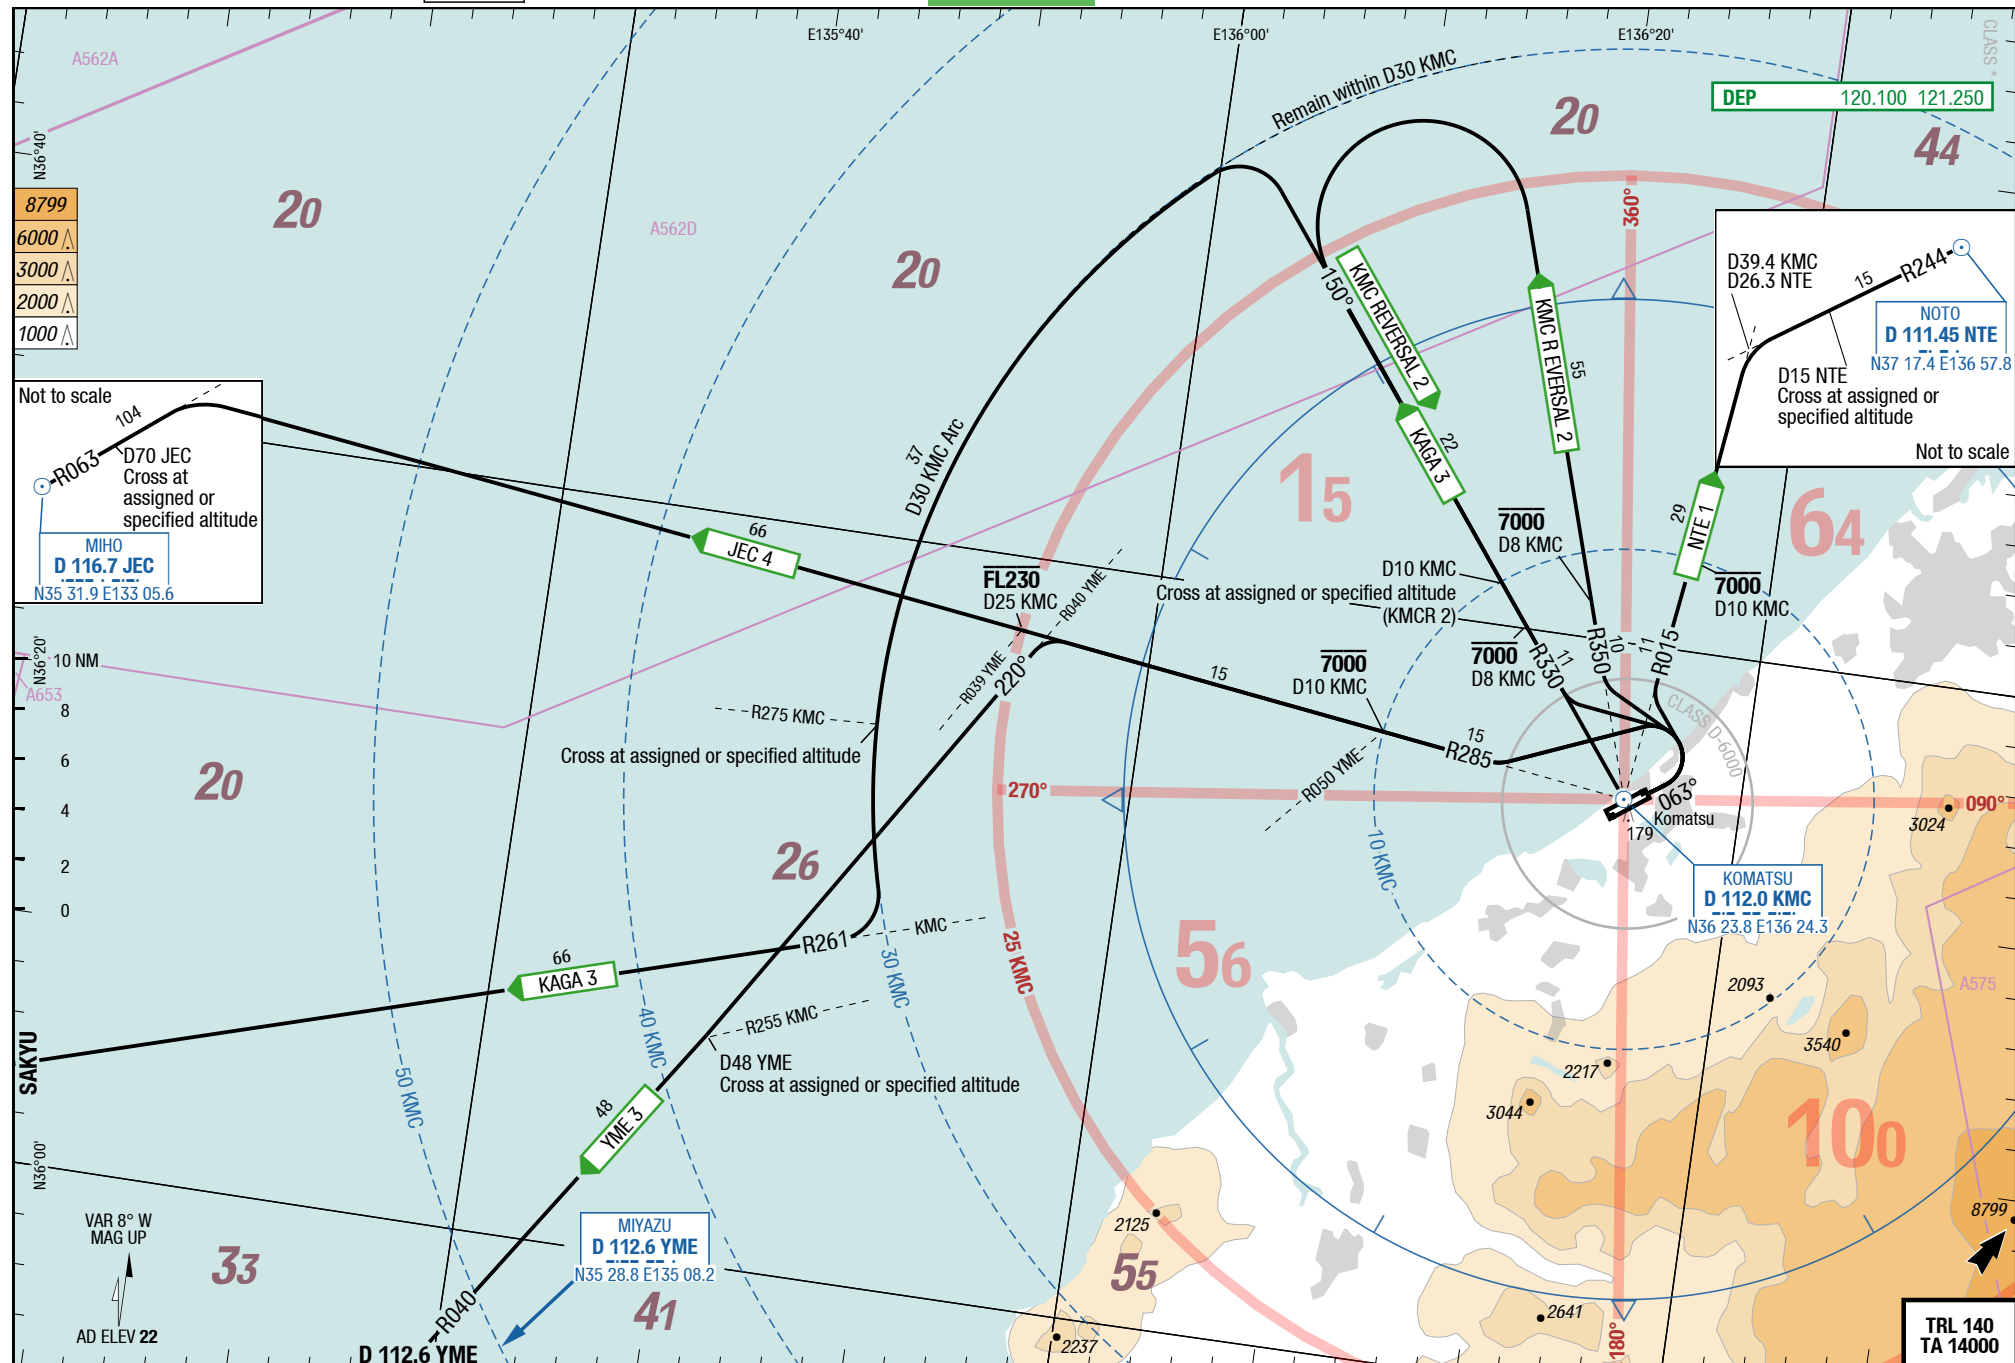 E135°40'
E136°00'
E136°20'
CLASS *
A562A
Remain within D30 KMC
DEP 120.100 121.250
20
44
N36°40'
8799
6000
3000
2000
1000
20
A562D
20
360°
D39.4 KMC
D26.3 NTE
15
R244
NOTO
D 111.45 NTE
N37 17.4 E136 57.8
D15 NTE
Cross at assigned or
specified altitude
Not to scale
150°
KMC REVERSAL 2
KMC R EVERSAL 2
55
Not to scale
104
R063
D70 JEC
Cross at
assigned or
specified altitude
MIHO
D 116.7 JEC
N35 31.9 E133 05.6
37
D30 KMC Arc
22
KAGA 3
15
64
29
NTE 1
7000
D8 KMC
66
JEC 4
FL230
D25 KMC
R040 YME
D10 KMC
Cross at assigned or specified altitude
(KMCR 2)
7000
D10 KMC
N36°20'
10 NM
8
6
4
2
0
A653
R039 YME
220°
15
7000
D10 KMC
7000
D8 KMC
R330
11
R350
10
11
R015
CLASS D-6000
R275 KMC
Cross at assigned or specified altitude
15
R285
R050 YME
20
270°
063°
Komatsu
179
090°
3024
26
10 KMC
KOMATSU
D 112.0 KMC
N36 23.8 E136 24.3
R261
KMC
66
KAGA 3
30 KMC
25 KMC
56
2093
A575
R255 KMC
D48 YME
Cross at assigned or specified altitude
40 KMC
50 KMC
SAKYU
3540
2217
3044
48
YME 3
100
N36°00'
VAR 8° W
MAG UP
AD ELEV 22
33
MIYAZU
D 112.6 YME
N35 28.8 E135 08.2
41
R040
D 112.6 YME
2125
55
2237
2641
180°
8799
TRL 140
TA 14000